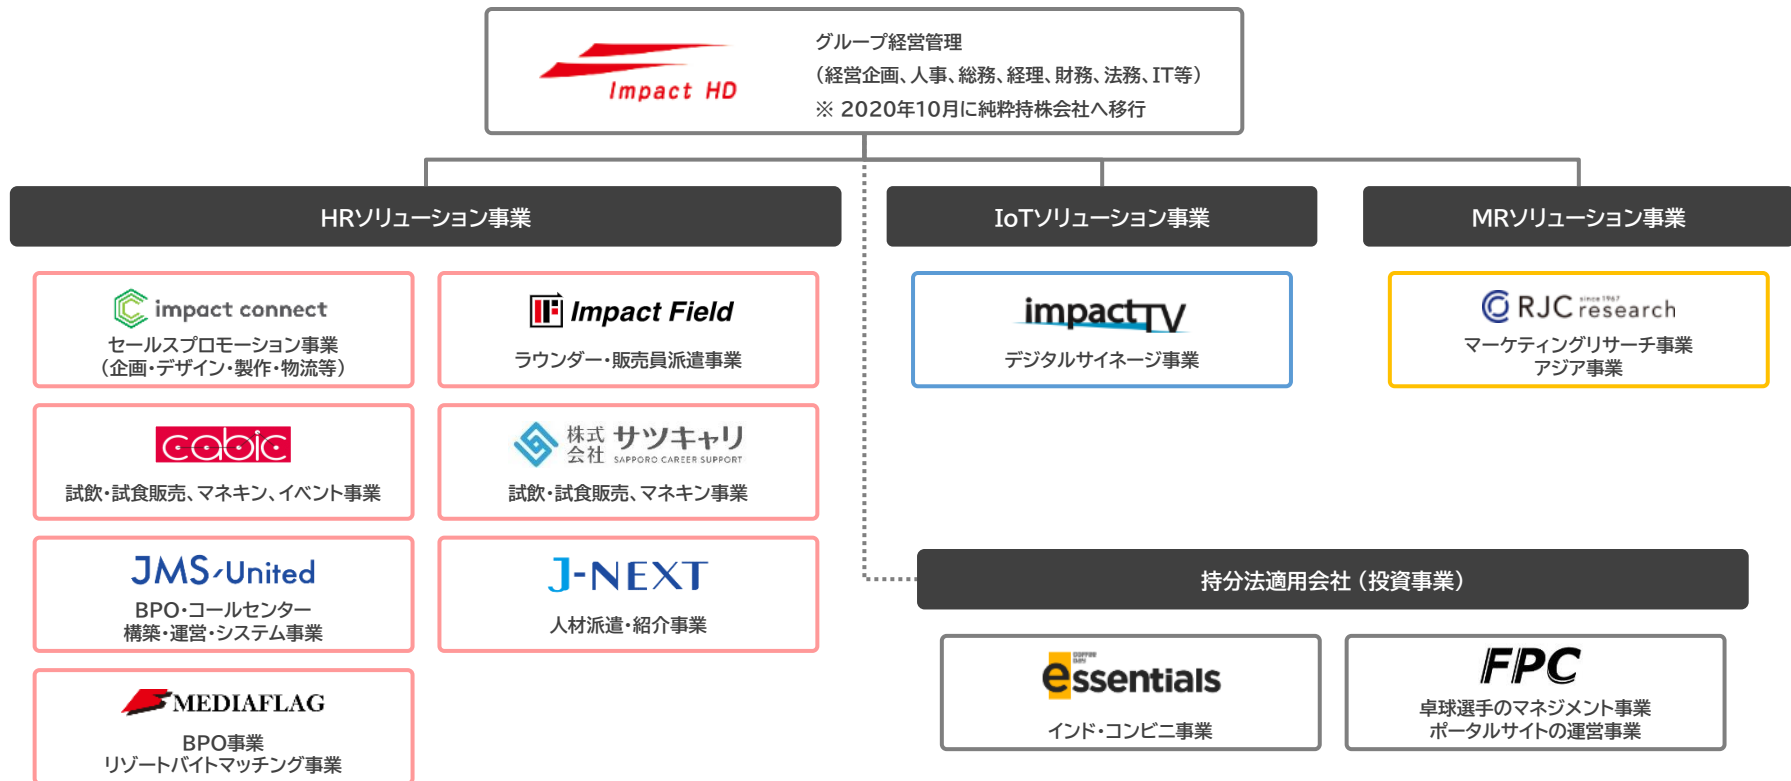 Impact HD
グループ経営管理
（経営企画、人事、総務、経理、財務、法務、IT等）
※ 2020年10月に純粋持株会社へ移行
HRソリューション事業
impact connect
セールスプロモーション事業
（企画・デザイン・製作・物流等）
Impact Field
ラウンダー・販売員派遣事業
cabic
試飲・試食販売、マネキン、イベント事業
株式会社 サツキャリ
SAPPORO CAREER SUPPORT
試飲・試食販売、マネキン事業
JMS United
BPO・コールセンター
構築・運営・システム事業
J-NEXT
人材派遣・紹介事業
MEDIAFLAG
BPO事業
リゾートバイトマッチング事業
IoTソリューション事業
impactTV
デジタルサイネージ事業
MRソリューション事業
since 1967
RJC research
マーケティングリサーチ事業
アジア事業
持分法適用会社（投資事業）
essentials
インド・コンビニ事業
FPC
卓球選手のマネジメント事業
ポータルサイトの運営事業